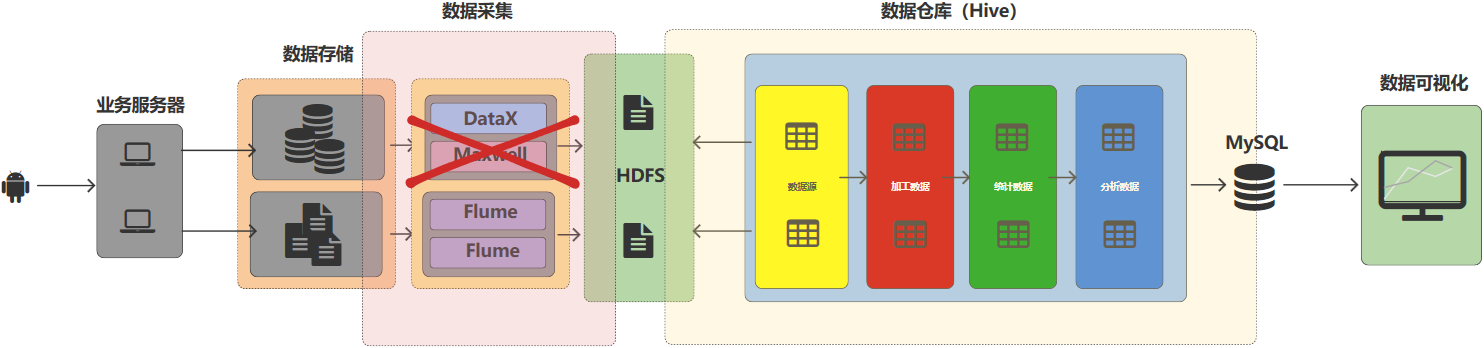 数据采集
数据仓库（Hive）
数据存储
数据可视化
业务服务器
DataX
Maxwell
MySQL
HDFS
数据源
加工数据
统计数据
分析数据
Flume
Flume